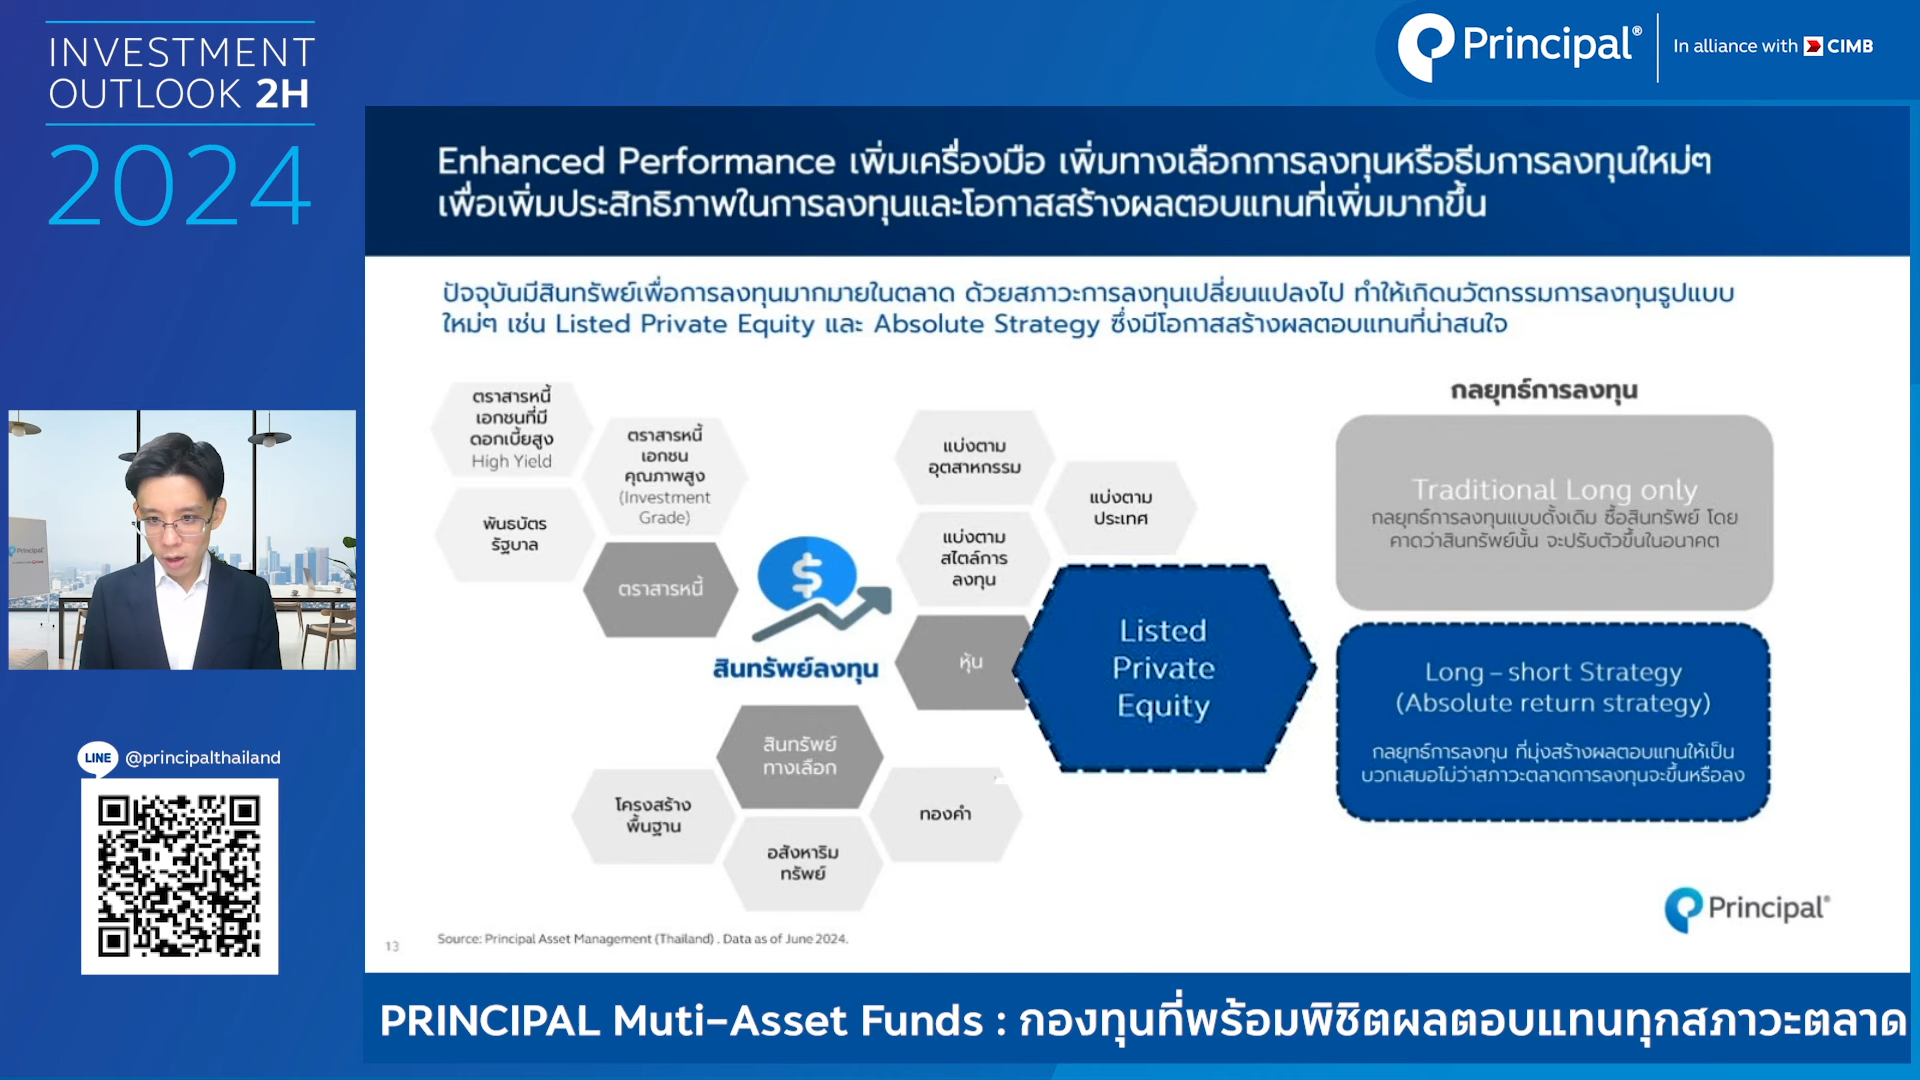 INVESTMENT
OUTLOOK 2H
2024
Principal®
In alliance with CIMB
Enhanced Performance เพิ่มเครื่องมือ เพิ่มทางเลือกการลงทุนหรือธีมการลงทุนใหม่ๆ
เพื่อเพิ่มประสิทธิภาพในการลงทุนและโอกาสสร้างผลตอบแทนที่เพิ่มมากขึ้น
ปัจจุบันมีสินทรัพย์เพื่อการลงทุนมากมายในตลาด ด้วยสภาวะการลงทุนเปลี่ยนแปลงไป ทำให้เกิดนวัตกรรมการลงทุนรูปแบบ
ใหม่ๆ เช่น Listed Private Equity และ Absolute Strategy ซึ่งมีโอกาสสร้างผลตอบแทนที่น่าสนใจ
ตราสารหนี้
เอกชนที่มี
ดอกเบี้ยสูง
High Yield
ตราสารหนี้
เอกชน
คุณภาพสูง
(Investment
Grade)
พันธบัตร
รัฐบาล
ตราสารหนี้
$
สินทรัพย์ลงทุน
แบ่งตาม
อุตสาหกรรม
แบ่งตาม
ประเทศ
แบ่งตาม
สไตล์การ
ลงทุน
หุ้น
Listed
Private
Equity
สินทรัพย์
ทางเลือก
โครงสร้าง
พื้นฐาน
อสังหาริม
ทรัพย์
ทองคำ
กลยุทธ์การลงทุน
Traditional Long only
กลยุทธ์การลงทุนแบบดั้งเดิม ซื้อสินทรัพย์ โดย
คาดว่าสินทรัพย์นั้น จะปรับตัวขึ้นในอนาคต
Long – short Strategy
(Absolute return strategy)
กลยุทธ์การลงทุน ที่มุ่งสร้างผลตอบแทนให้เป็น
บวกเสมอไม่ว่าสภาวะตลาดการลงทุนจะขึ้นหรือลง
Principal®
13
Source: Principal Asset Management (Thailand) . Data as of June 2024.
Principal
LINE @principalthailand
PRINCIPAL Muti-Asset Funds : กองทุนที่พร้อมพิชิตผลตอบแทนทุกสภาวะตลาด